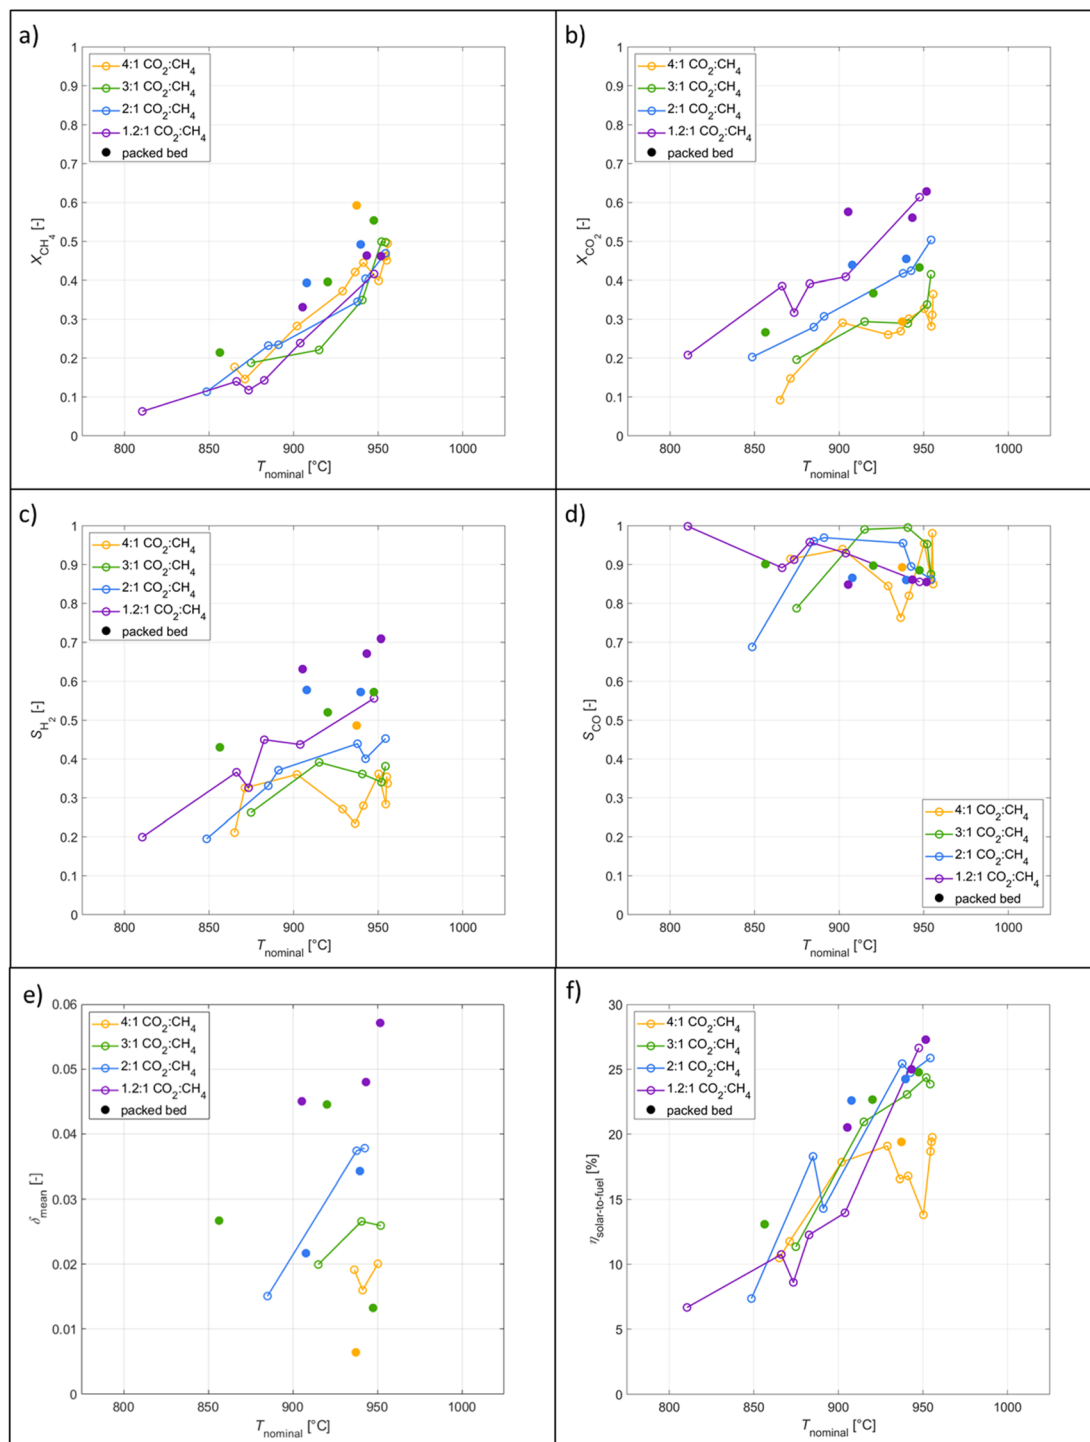 a)
1
0.9
0.8
0.7
0.6
0.5
0.4
0.3
0.2
0.1
0
X_CH4 [-]
4:1 CO2:CH4
3:1 CO2:CH4
2:1 CO2:CH4
1.2:1 CO2:CH4
packed bed
800 850 900 950 1000
T_nominal [°C]
b)
1
0.9
0.8
0.7
0.6
0.5
0.4
0.3
0.2
0.1
0
X_CO2 [-]
4:1 CO2:CH4
3:1 CO2:CH4
2:1 CO2:CH4
1.2:1 CO2:CH4
packed bed
800 850 900 950 1000
T_nominal [°C]
c)
1
0.9
0.8
0.7
0.6
0.5
0.4
0.3
0.2
0.1
0
S_H2 [-]
4:1 CO2:CH4
3:1 CO2:CH4
2:1 CO2:CH4
1.2:1 CO2:CH4
packed bed
800 850 900 950 1000
T_nominal [°C]
d)
1
0.9
0.8
0.7
0.6
0.5
0.4
0.3
0.2
0.1
0
S_CO [-]
4:1 CO2:CH4
3:1 CO2:CH4
2:1 CO2:CH4
1.2:1 CO2:CH4
packed bed
800 850 900 950 1000
T_nominal [°C]
e)
0.06
0.05
0.04
0.03
0.02
0.01
0
δ_mean [-]
4:1 CO2:CH4
3:1 CO2:CH4
2:1 CO2:CH4
1.2:1 CO2:CH4
packed bed
800 850 900 950 1000
T_nominal [°C]
f)
30
25
20
15
10
5
0
η_solar-to-fuel [%]
4:1 CO2:CH4
3:1 CO2:CH4
2:1 CO2:CH4
1.2:1 CO2:CH4
packed bed
800 850 900 950 1000
T_nominal [°C]